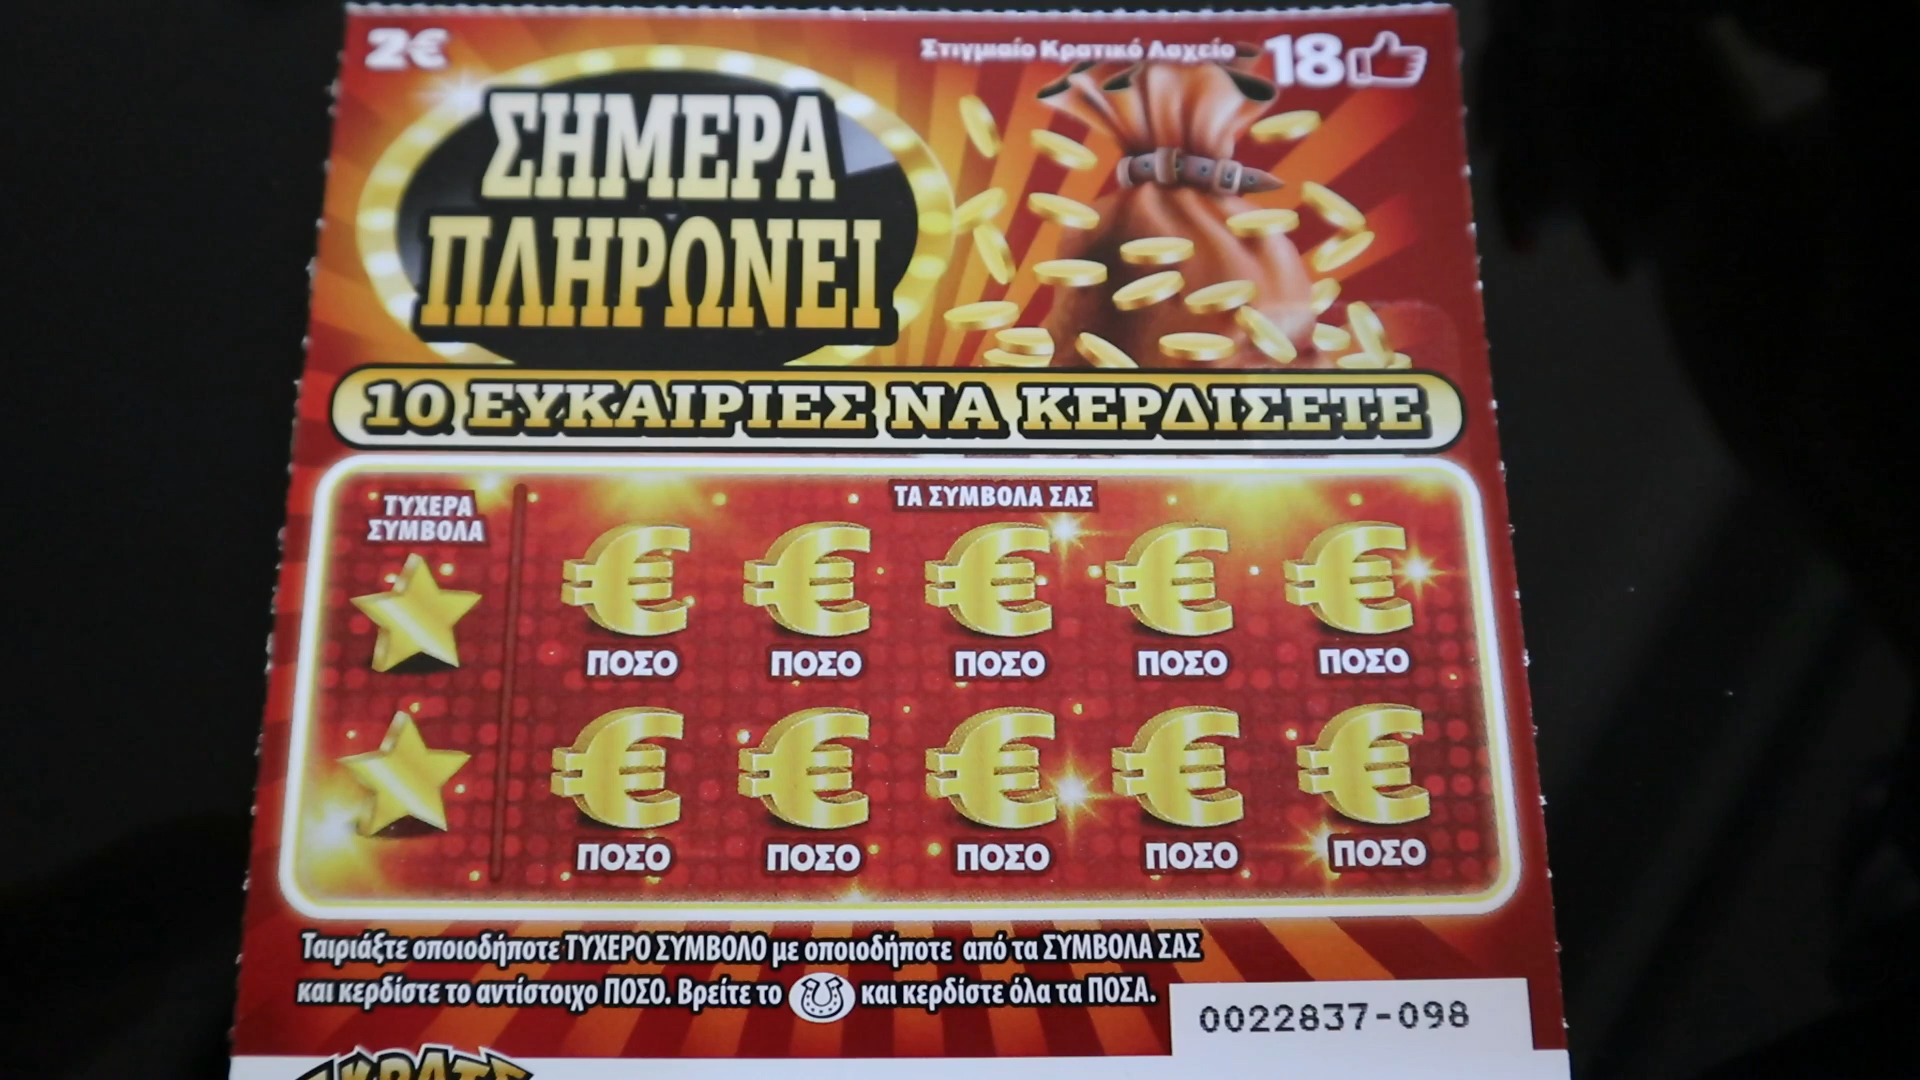 2€
Στιγμιαίο Κρατικό Λαχείο 18
ΣΗΜΕΡΑ
ΠΛΗΡΩΝΕΙ
10 ΕΥΚΑΙΡΙΕΣ ΝΑ ΚΕΡΔΙΣΕΤΕ
ΤΥΧΕΡΑ
ΣΥΜΒΟΛΑ
ΤΑ ΣΥΜΒΟΛΑ ΣΑΣ
€ € € € €
ΠΟΣΟ ΠΟΣΟ ΠΟΣΟ ΠΟΣΟ ΠΟΣΟ
€ € € € €
ΠΟΣΟ ΠΟΣΟ ΠΟΣΟ ΠΟΣΟ ΠΟΣΟ
Ταιριάξτε οποιοδήποτε ΤΥΧΕΡΟ ΣΥΜΒΟΛΟ με οποιοδήποτε από τα ΣΥΜΒΟΛΑ ΣΑΣ
και κερδίστε το αντίστοιχο ΠΟΣΟ. Βρείτε το και κερδίστε όλα τα ΠΟΣΑ.
0022837-098